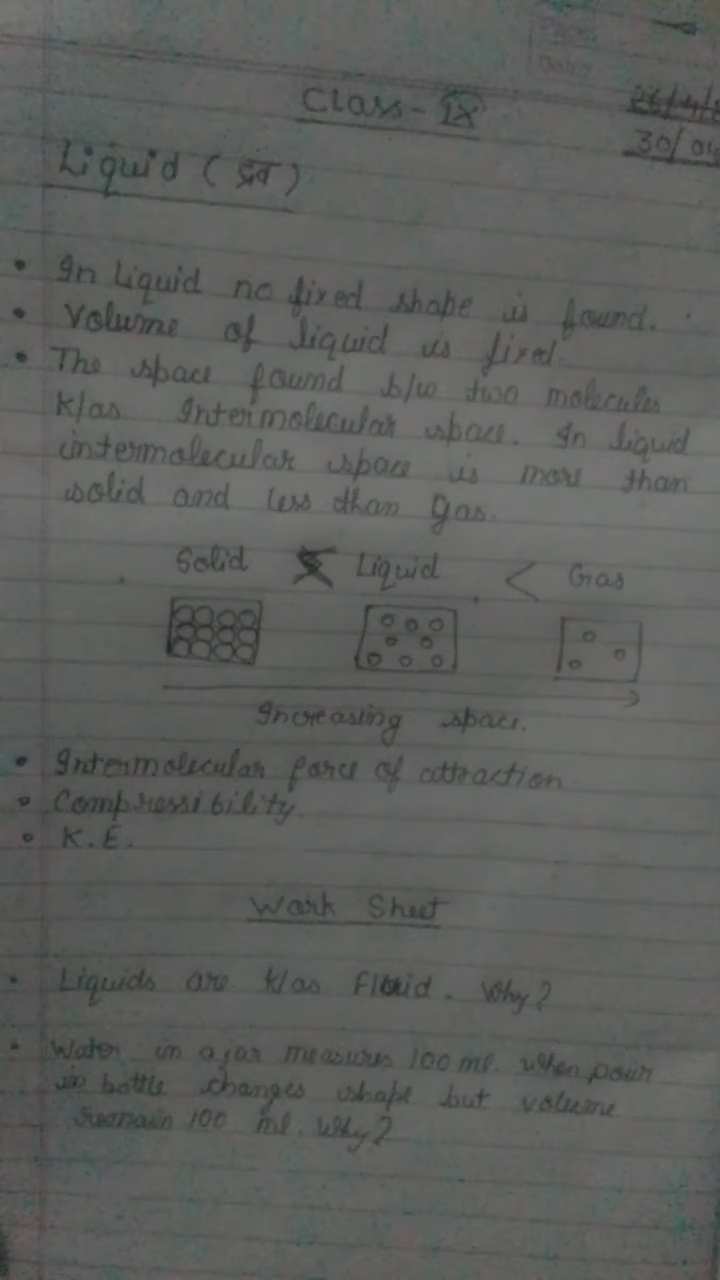 Class - IX
30/04
Liquid (द्रव)
• In Liquid no fixed shape is found.
• Volume of liquid is fixed.
• The space found b/w two molecules
k/as Intermolecular space. In liquid
intermolecular space is more than
solid and less than gas.
Solid Liquid < Gas
Increasing space.
• Intermolecular force of attraction
• Compressibility
• K.E.
Work Sheet
• Liquids are k/as fluid. Why?
• Water in a jar measures 100 ml. when pour
in bottle changes shape but volume
remain 100 ml. Why?